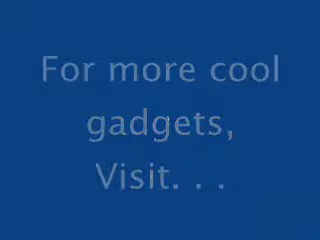 For more cool
gadgets,
Visit. . .